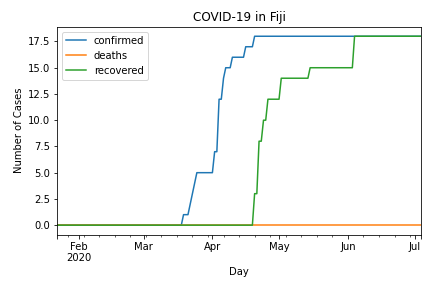 COVID-19 in Fiji
confirmed
deaths
recovered
Number of Cases
17.5
15.0
12.5
10.0
7.5
5.0
2.5
0.0
Feb Mar Apr May Jun Jul
2020
Day